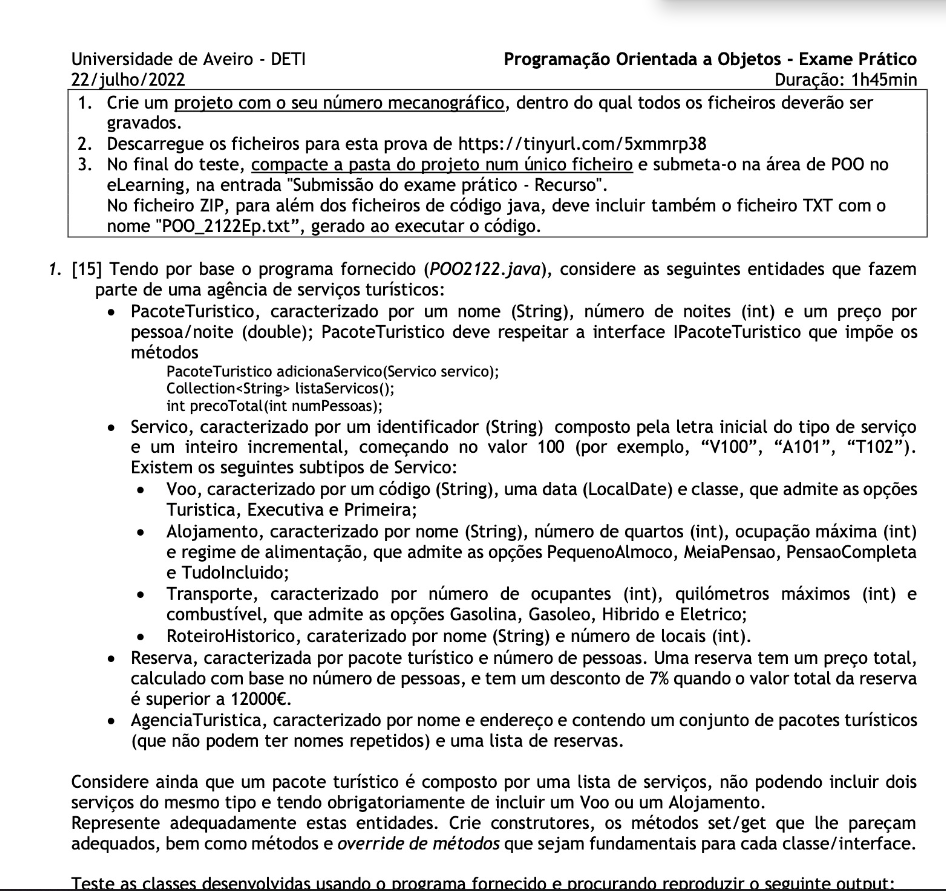 Universidade de Aveiro - DETI
Programação Orientada a Objetos - Exame Prático
22/julho/2022
Duração: 1h45min
1. Crie um projeto com o seu número mecanográfico, dentro do qual todos os ficheiros deverão ser
gravados.
2. Descarregue os ficheiros para esta prova de https://tinyurl.com/5xmmrp38
3. No final do teste, compacte a pasta do projeto num único ficheiro e submeta-o na área de POO no
eLearning, na entrada "Submissão do exame prático - Recurso".
No ficheiro ZIP, para além dos ficheiros de código java, deve incluir também o ficheiro TXT com o
nome "POO_2122Ep.txt”, gerado ao executar o código.
1. [15] Tendo por base o programa fornecido (POO2122.java), considere as seguintes entidades que fazem
parte de uma agência de serviços turísticos:
• PacoteTuristico, caracterizado por um nome (String), número de noites (int) e um preço por
pessoa/noite (double); PacoteTuristico deve respeitar a interface IPacoteTuristico que impõe os
métodos
PacoteTuristico adicionaServico(Servico servico);
Collection<String> listaServicos();
int precoTotal(int numPessoas);
• Servico, caracterizado por um identificador (String) composto pela letra inicial do tipo de serviço
e um inteiro incremental, começando no valor 100 (por exemplo, “V100”, “A101”, “T102”).
Existem os seguintes subtipos de Servico:
• Voo, caracterizado por um código (String), uma data (LocalDate) e classe, que admite as opções
Turistica, Executiva e Primeira;
• Alojamento, caracterizado por nome (String), número de quartos (int), ocupação máxima (int)
e regime de alimentação, que admite as opções PequenoAlmoco, MeiaPensao, PensaoCompleta
e TudoIncluido;
• Transporte, caracterizado por número de ocupantes (int), quilómetros máximos (int) e
combustível, que admite as opções Gasolina, Gasoleo, Hibrido e Eletrico;
• RoteiroHistorico, caraterizado por nome (String) e número de locais (int).
• Reserva, caracterizada por pacote turístico e número de pessoas. Uma reserva tem um preço total,
calculado com base no número de pessoas, e tem um desconto de 7% quando o valor total da reserva
é superior a 12000€.
• AgenciaTuristica, caracterizado por nome e endereço e contendo um conjunto de pacotes turísticos
(que não podem ter nomes repetidos) e uma lista de reservas.
Considere ainda que um pacote turístico é composto por uma lista de serviços, não podendo incluir dois
serviços do mesmo tipo e tendo obrigatoriamente de incluir um Voo ou um Alojamento.
Represente adequadamente estas entidades. Crie construtores, os métodos set/get que lhe pareçam
adequados, bem como métodos e override de métodos que sejam fundamentais para cada classe/interface.
Teste as classes desenvolvidas usando o programa fornecido e procurando reproduzir o seguinte output: